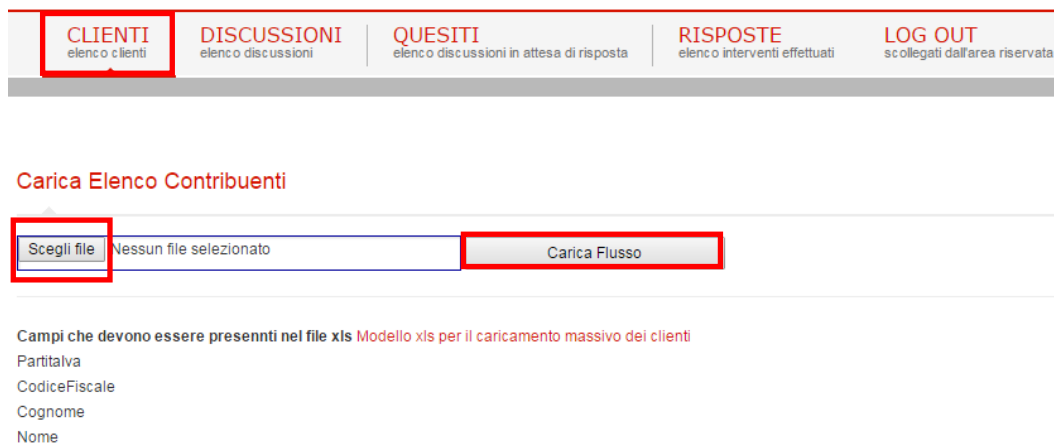 CLIENTI DISCUSSIONI QUESITI RISPOSTE LOG OUT
elenco clienti elenco discussioni elenco discussioni in attesa di risposta elenco interventi effettuati scollegati dall'area riservata
Carica Elenco Contribuenti
Scegli file Nessun file selezionato Carica Flusso
Campi che devono essere presennti nel file xls Modello xls per il caricamento massivo dei clienti
PartitaIva
CodiceFiscale
Cognome
Nome